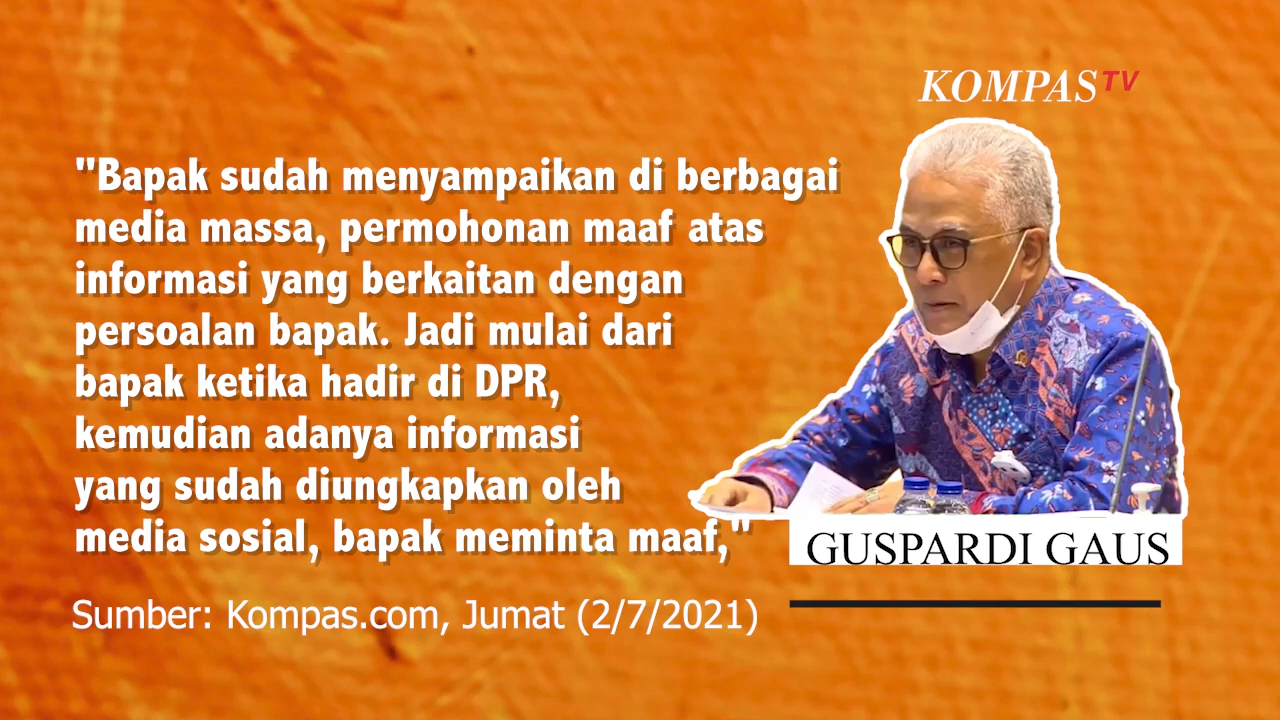 KOMPAS TV
"Bapak sudah menyampaikan di berbagai
media massa, permohonan maaf atas
informasi yang berkaitan dengan
persoalan bapak. Jadi mulai dari
bapak ketika hadir di DPR,
kemudian adanya informasi
yang sudah diungkapkan oleh
media sosial, bapak meminta maaf,"
GUSPARDI GAUS
Sumber: Kompas.com, Jumat (2/7/2021)